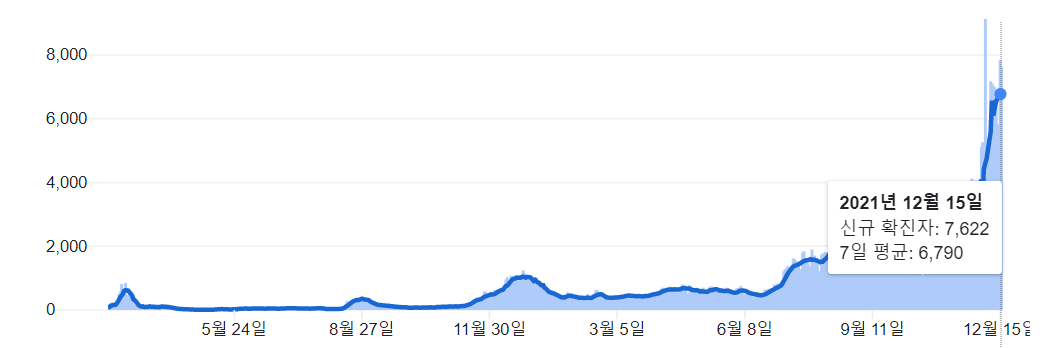 8,000
6,000
4,000
2,000
0
2021년 12월 15일
신규 확진자: 7,622
7일 평균: 6,790
5월 24일
8월 27일
11월 30일
3월 5일
6월 8일
9월 11일
12월 15일